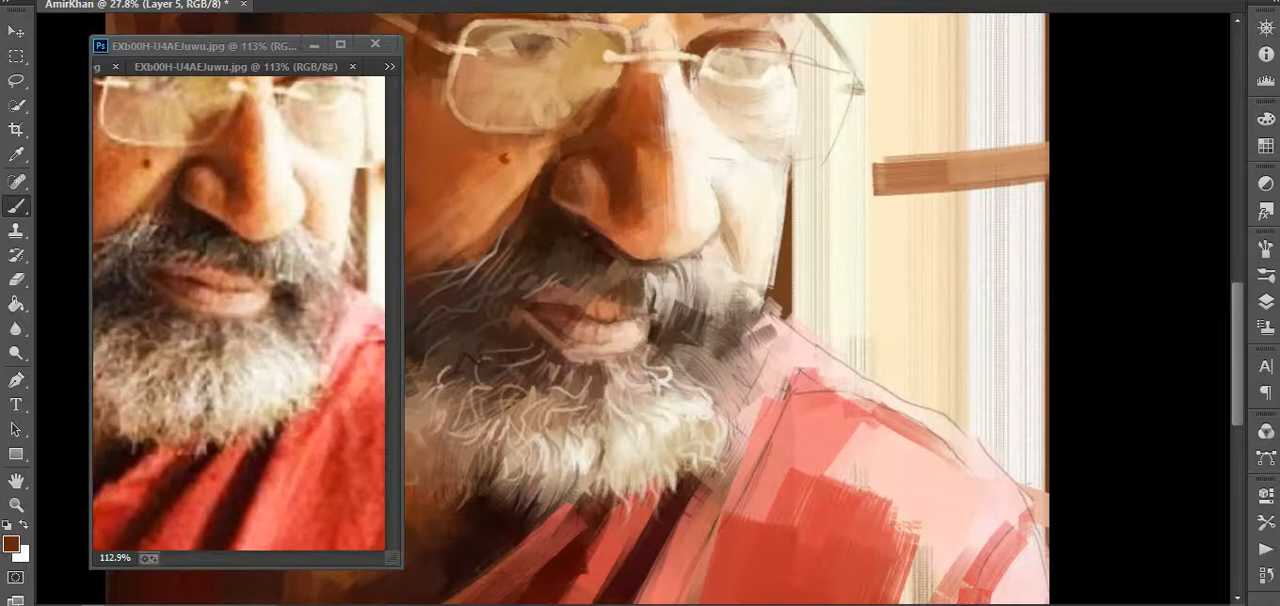 AmirKhan @ 27.8% (Layer 5, RGB/8) *
Ps EXb00H-U4AEJuwu.jpg @ 113% (RG...
g EXb00H-U4AEJuwu.jpg @ 113% (RGB/8#)
112.9%